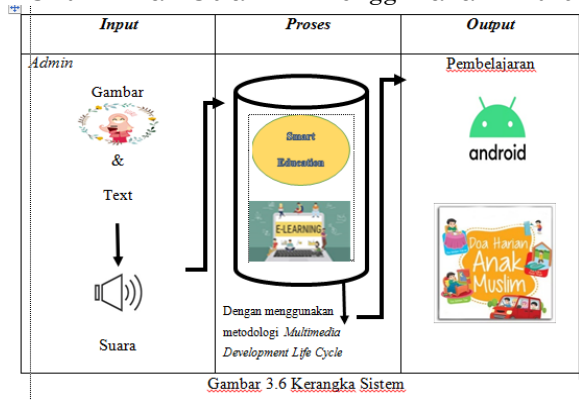 Input
Proses
Output
Admin
Gambar
&
Text
Suara
Smart
Education
E-LEARNING
Dengan menggunakan
metodologi Multimedia
Development Life Cycle
Pembelajaran
android
Doa Harian
Anak
Muslim
Gambar 3.6 Kerangka Sistem